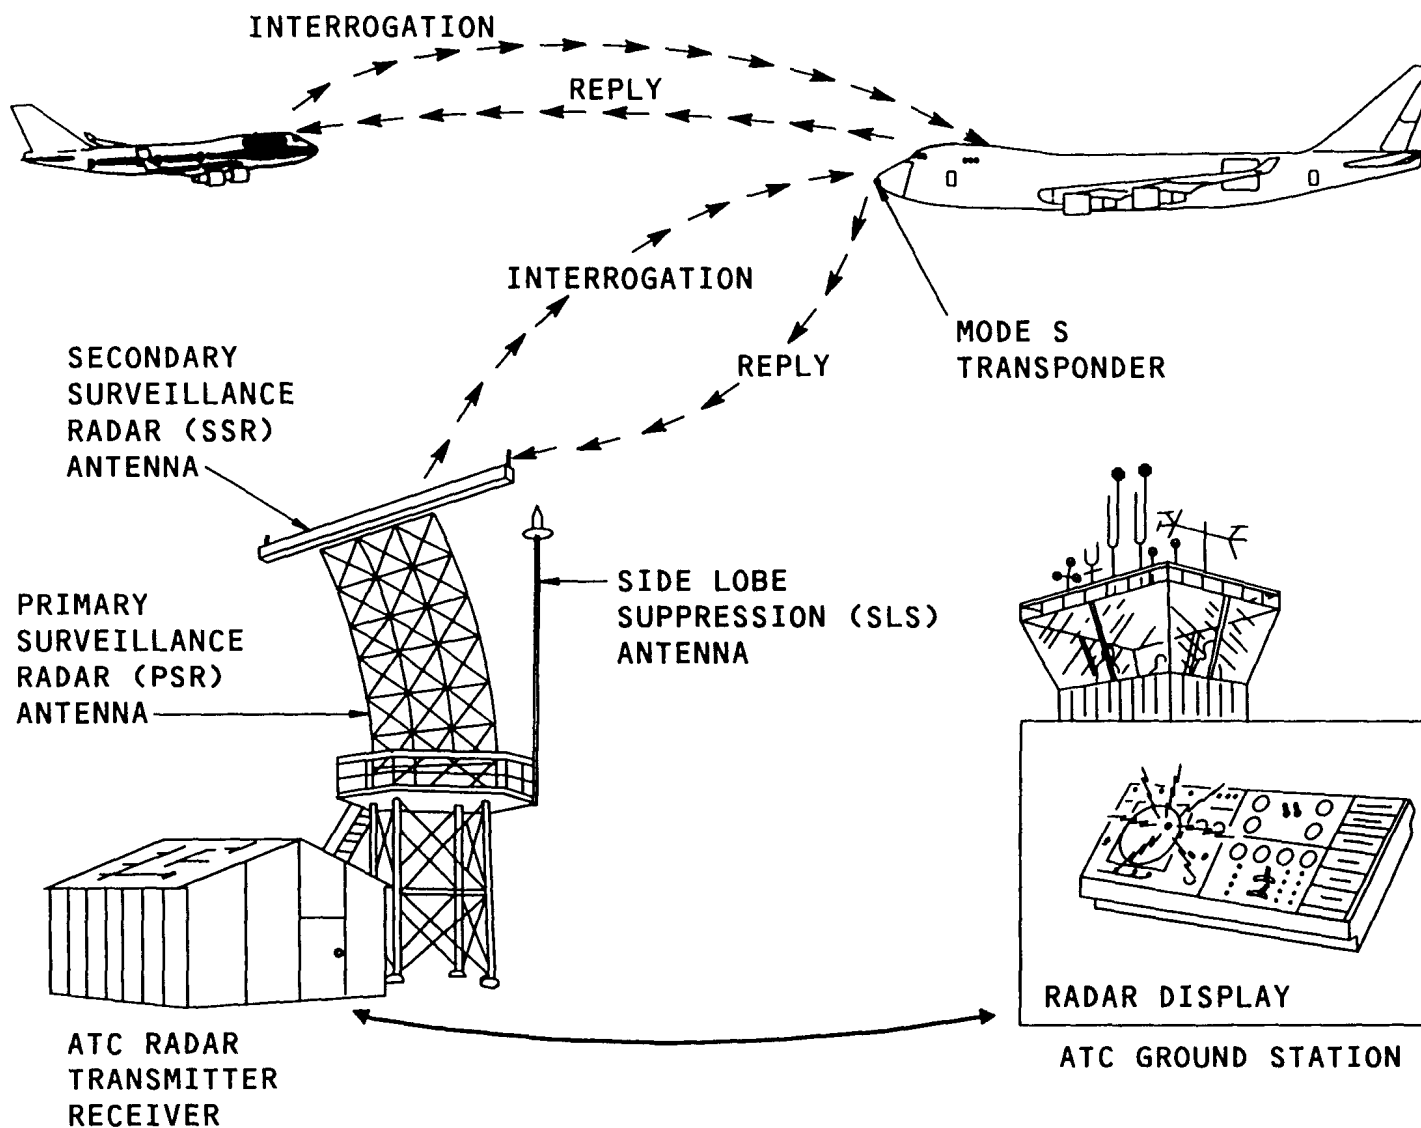 INTERROGATION
REPLY
INTERROGATION
MODE S
TRANSPONDER
REPLY
SECONDARY
SURVEILLANCE
RADAR (SSR)
ANTENNA
SIDE LOBE
SUPPRESSION (SLS)
ANTENNA
PRIMARY
SURVEILLANCE
RADAR (PSR)
ANTENNA
RADAR DISPLAY
ATC GROUND STATION
ATC RADAR
TRANSMITTER
RECEIVER